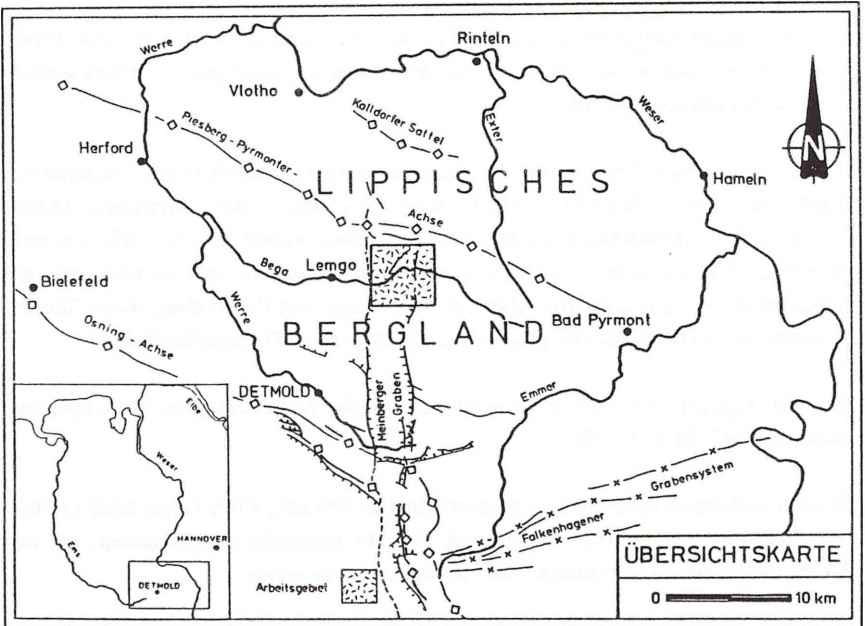 Werre
Rinteln
Vlotho
Weser
Kalldorfer Sattel
Exter
Piesberg-Pyrmonter
Herford
N
Hameln
LIPPISCHES
Achse
Bega
Lemgo
Bielefeld
Werre
BERGLAND
Bad Pyrmont
Osning-Achse
DETMOLD
Meinberger
Graben
Emmer
Elbe
Weser
Grabensystem
Falkenhagener
HANNOVER
Ems
DETMOLD
Arbeitsgebiet
ÜBERSICHTSKARTE
0 10 km